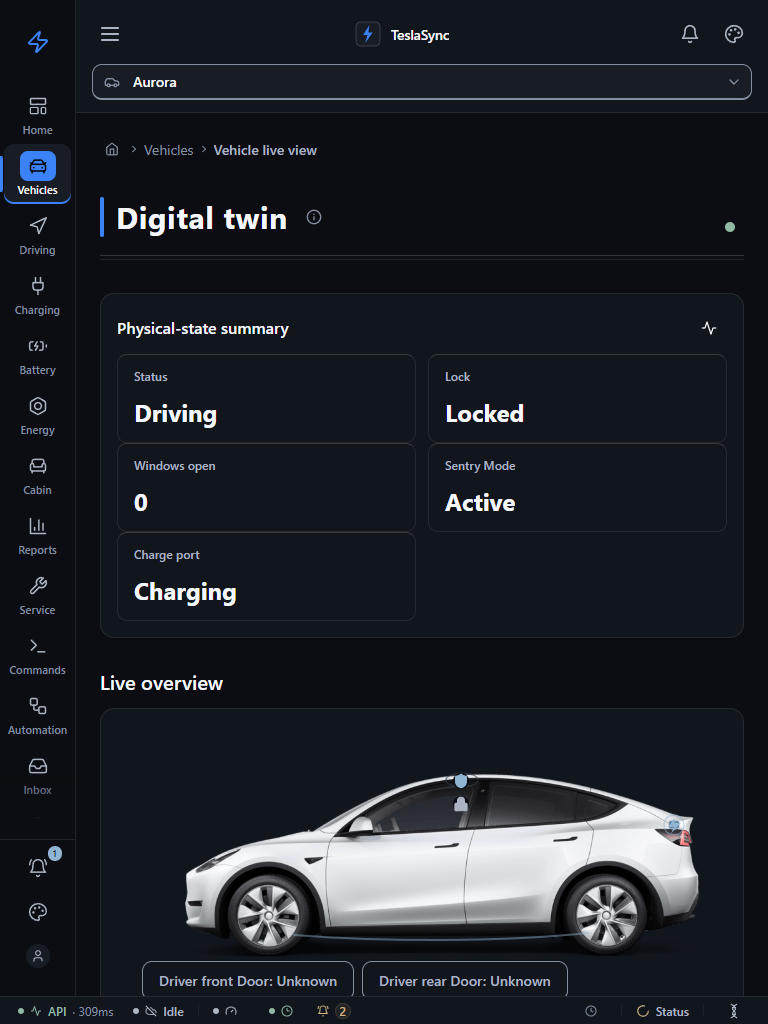 TeslaSync
Aurora
Home
Vehicles
Driving
Charging
Battery
Energy
Cabin
Reports
Service
Commands
Automation
Inbox
1
Vehicles
Vehicle live view
Digital twin
Physical-state summary
Status
Driving
Lock
Locked
Windows open
0
Sentry Mode
Active
Charge port
Charging
Live overview
Driver front Door: Unknown
Driver rear Door: Unknown
API · 309ms
Idle
2
Status